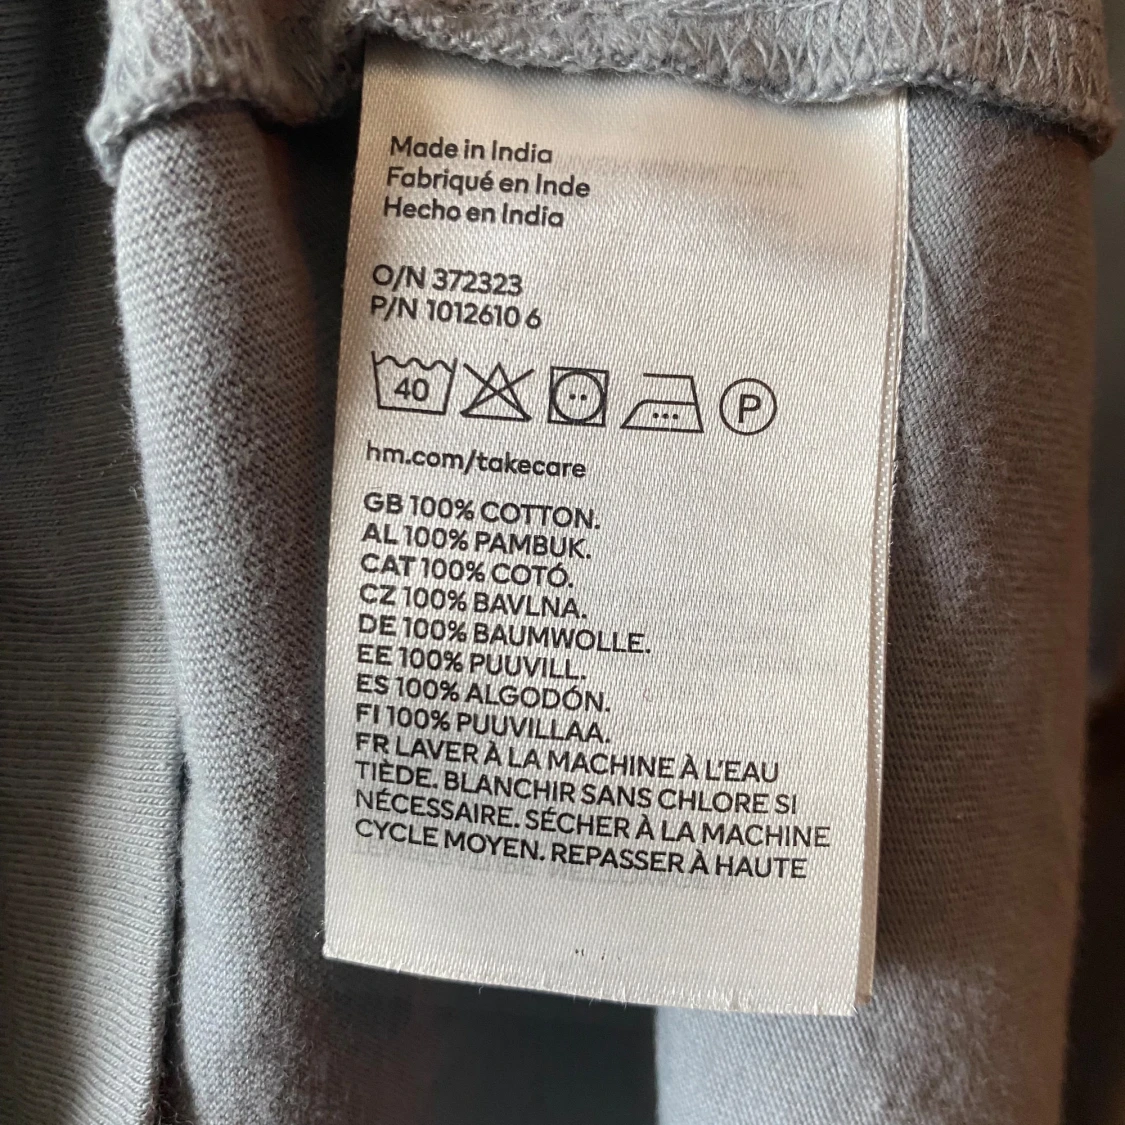 Made in India
Fabriqué en Inde
Hecho en India
O/N 372323
P/N 1012610 6
40 P
hm.com/takecare
GB 100% COTTON.
AL 100% PAMBUK.
CAT 100% COTÓ.
CZ 100% BAVLNA.
DE 100% BAUMWOLLE.
EE 100% PUUVILL.
ES 100% ALGODÓN.
FI 100% PUUVILLAA.
FR LAVER À LA MACHINE À L'EAU
TIÈDE. BLANCHIR SANS CHLORE SI
NÉCESSAIRE. SÉCHER À LA MACHINE
CYCLE MOYEN. REPASSER À HAUTE